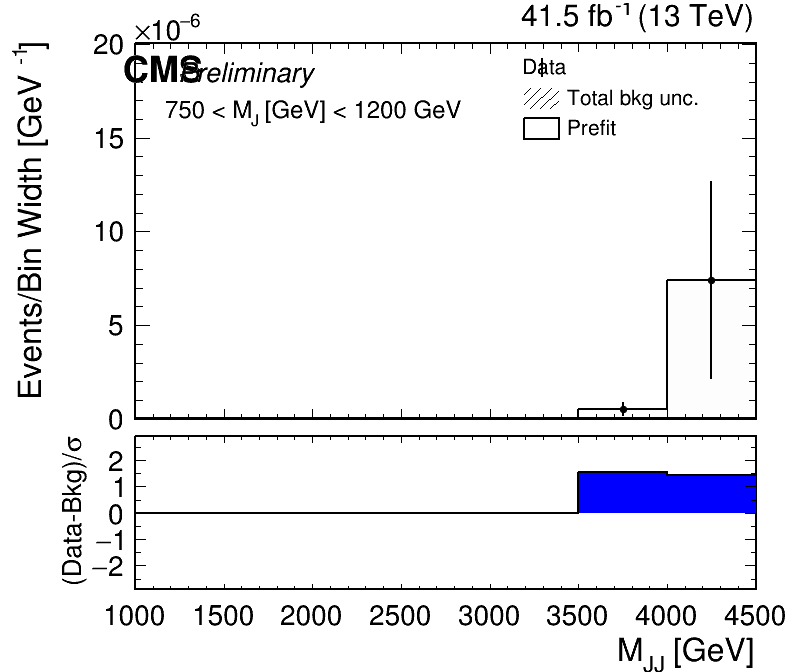 41.5 fb⁻¹ (13 TeV)
×10⁻⁶
CMS Preliminary
750 < M_J [GeV] < 1200 GeV
Data
Total bkg unc.
Prefit
Events/Bin Width [GeV⁻¹]
20
15
10
5
0
(Data-Bkg)/σ
2
1
0
−1
−2
1000 1500 2000 2500 3000 3500 4000 4500
M_JJ [GeV]